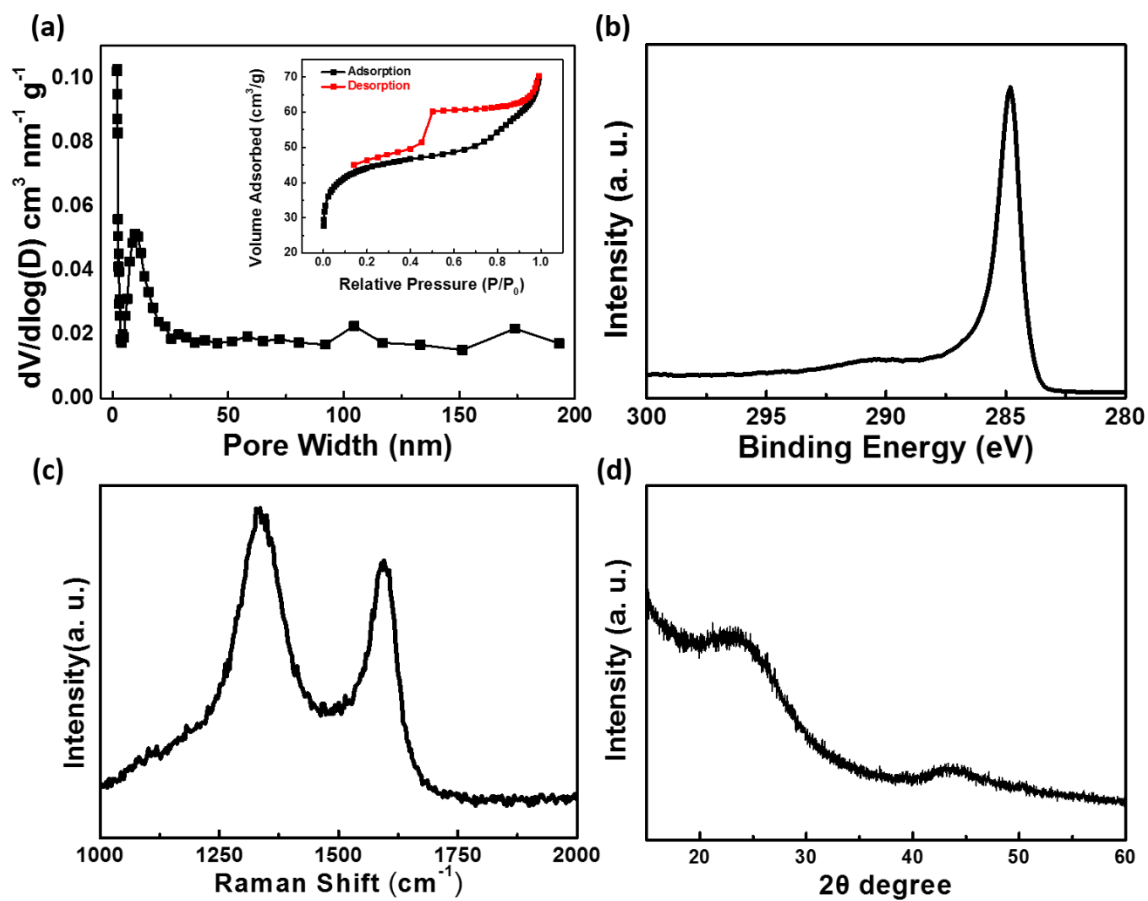 (a)
dV/dlog(D) cm³ nm⁻¹ g⁻¹
0.10
0.08
0.06
0.04
0.02
0.00
0 50 100 150 200
Pore Width (nm)
Adsorption
Desorption
Volume Adsorbed (cm³/g)
70
60
50
40
30
20
0.0 0.2 0.4 0.6 0.8 1.0
Relative Pressure (P/P₀)
(b)
Intensity (a. u.)
300 295 290 285 280
Binding Energy (eV)
(c)
Intensity(a. u.)
1000 1250 1500 1750 2000
Raman Shift (cm⁻¹)
(d)
Intensity (a. u.)
20 30 40 50 60
2θ degree